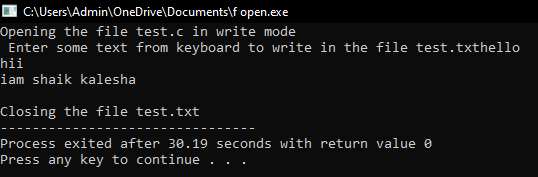 C:\Users\Admin\OneDrive\Documents\f open.exe
Opening the file test.c in write mode
 Enter some text from keyboard to write in the file test.txthello
hii
iam shaik kalesha
Closing the file test.txt
--------------------------------
Process exited after 30.19 seconds with return value 0
Press any key to continue . . .